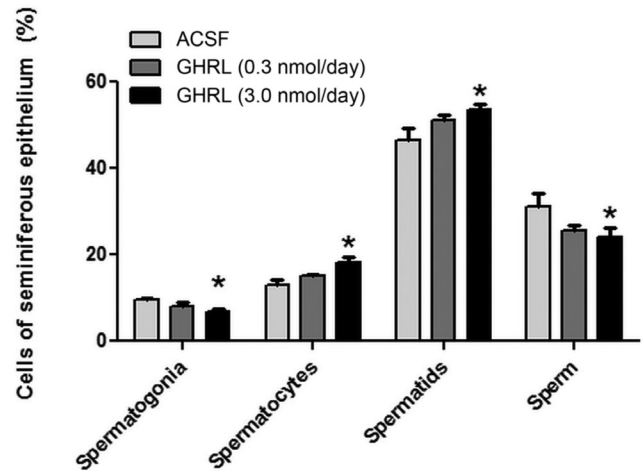 Cells of seminiferous epithelium (%)
ACSF
GHRL (0.3 nmol/day)
GHRL (3.0 nmol/day)
60
40
20
0
*
*
*
*
Spermatogonia
Spermatocytes
Spermatids
Sperm